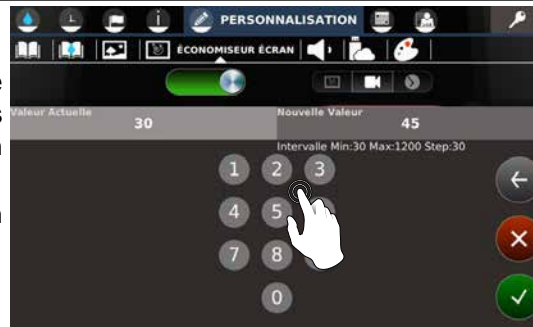 PERSONNALISATION
ÉCONOMISEUR ÉCRAN
Valeur Actuelle
30
Nouvelle Valeur
45
Intervalle Min:30 Max:1200 Step:30
1 2 3
4 5
7 8
0